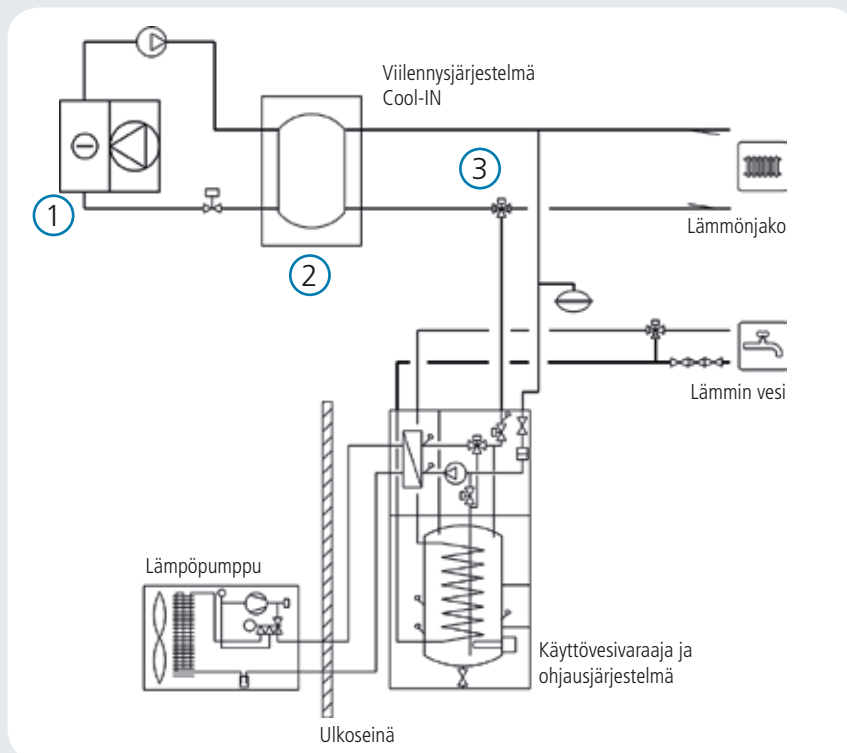 Viilennysjärjestelmä
Cool-IN
1
3
Lämmönjako
2
Lämmin vesi
Lämpöpumppu
Käyttövesivaraaja ja
ohjausjärjestelmä
Ulkoseinä